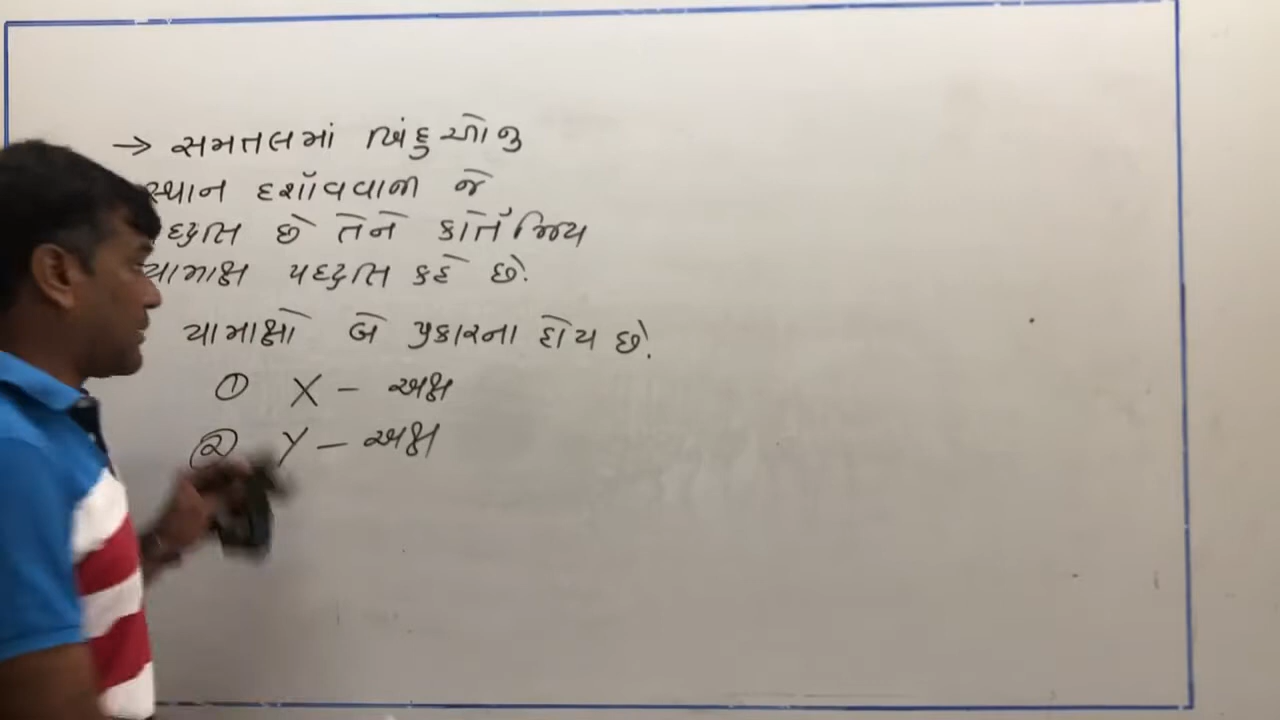 → સમતલમાં બિંદુઓનુ
સ્થાન દર્શાવવાની જે
પદ્ધતિ છે તેને કાર્તેઝિય
યામાક્ષ પદ્ધતિ કહે છે.
યામાક્ષો બે પ્રકારના હોય છે.
① X - અક્ષ
② Y - અક્ષ